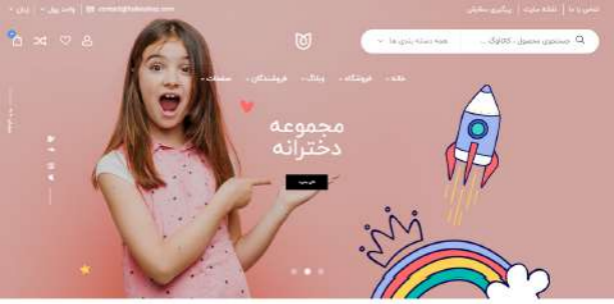 تماس با ما | نقشه سایت | پیگیری سفارش
contact@
واحد پول | زبان
جستجوی محصول ، کاتالوگ ...
همه دسته بندی ها
خانه فروشگاه وبلاگ فروشندگان صفحات
مجموعه
دخترانه